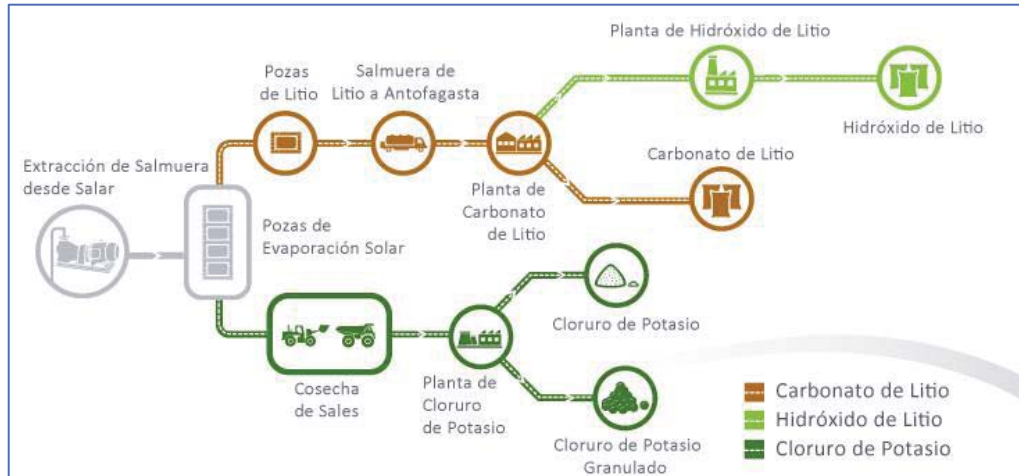 Planta de Hidróxido de Litio
Pozas
de Litio
Salmuera de
Litio a Antofagasta
Hidróxido de Litio
Extracción de Salmuera
desde Salar
Carbonato de Litio
Planta de
Carbonato
de Litio
Pozas de
Evaporación Solar
Cloruro de Potasio
Cosecha
de Sales
Planta de
Cloruro
de Potasio
Cloruro de Potasio
Granulado
Carbonato de Litio
Hidróxido de Litio
Cloruro de Potasio